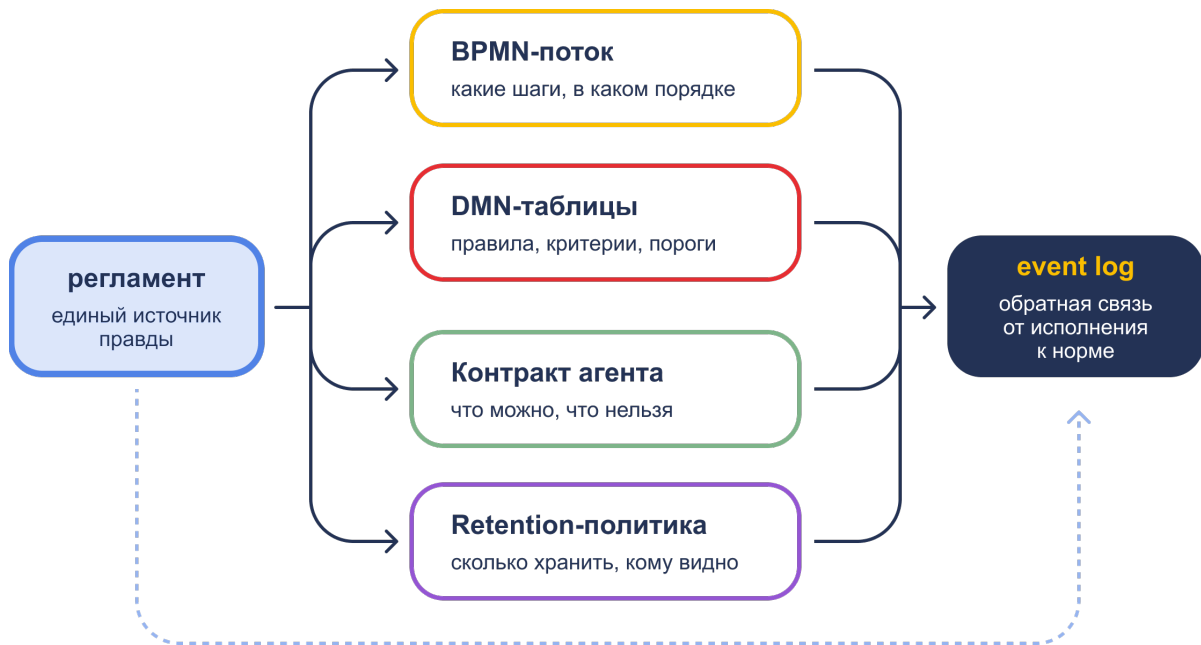 BPMN-поток
какие шаги, в каком порядке
DMN-таблицы
правила, критерии, пороги
регламент
единый источник
правды
event log
обратная связь
от исполнения
к норме
Контракт агента
что можно, что нельзя
Retention-политика
сколько хранить, кому видно